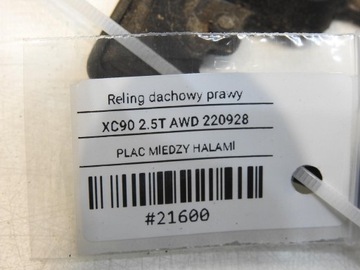 Reling dachowy prawy
XC90 2.5T AWD 220928
PLAC MIEDZY HALAMI
#21600